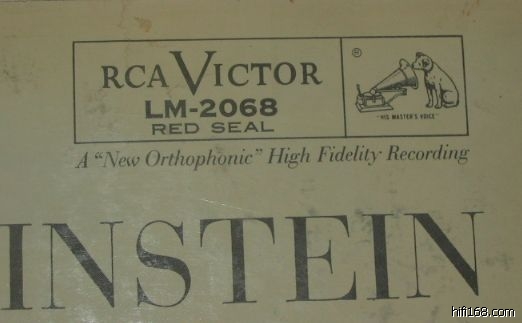 RCA VICTOR
LM-2068
RED SEAL
®
"HIS MASTER'S VOICE"
A "New Orthophonic" High Fidelity Recording
INSTEIN
hifi168.com